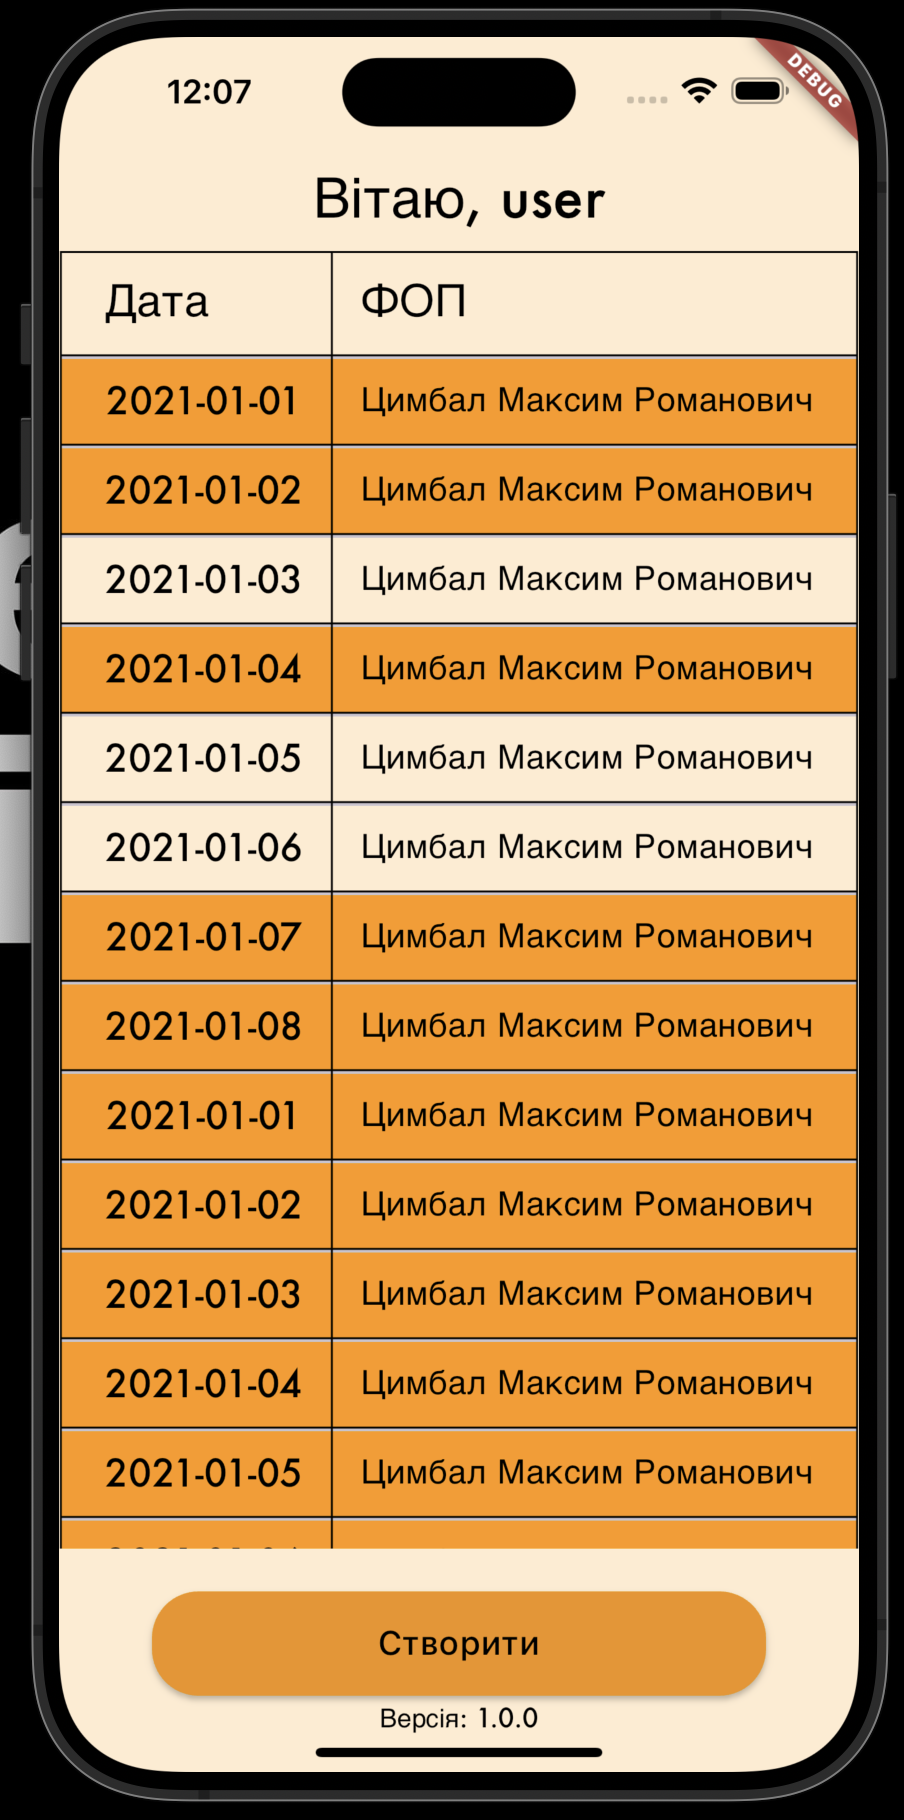 12:07
DEBUG
Вітаю, user
Дата ФОП
2021-01-01 Цимбал Максим Романович
2021-01-02 Цимбал Максим Романович
2021-01-03 Цимбал Максим Романович
2021-01-04 Цимбал Максим Романович
2021-01-05 Цимбал Максим Романович
2021-01-06 Цимбал Максим Романович
2021-01-07 Цимбал Максим Романович
2021-01-08 Цимбал Максим Романович
2021-01-01 Цимбал Максим Романович
2021-01-02 Цимбал Максим Романович
2021-01-03 Цимбал Максим Романович
2021-01-04 Цимбал Максим Романович
2021-01-05 Цимбал Максим Романович
Створити
Версія: 1.0.0